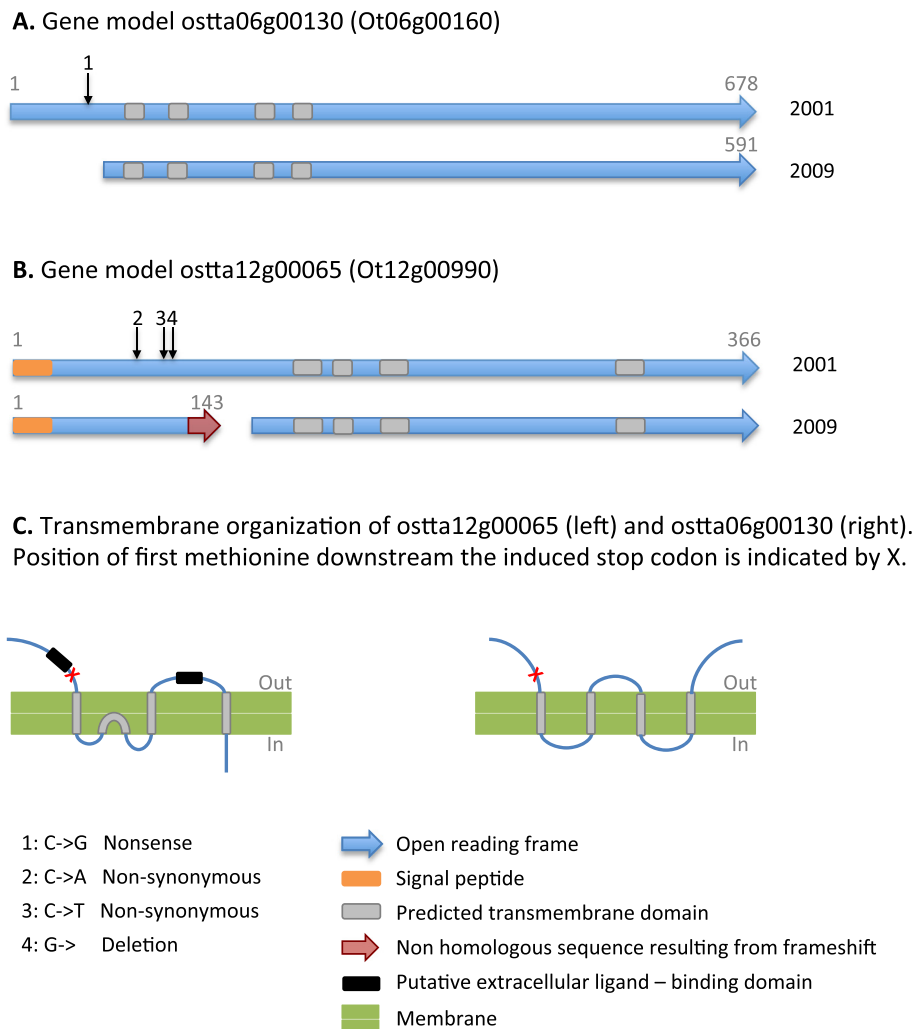 A. Gene model ostta06g00130 (Ot06g00160)
1
1
678
2001
591
2009
B. Gene model ostta12g00065 (Ot12g00990)
2 34
1
366
2001
1
143
2009
C. Transmembrane organization of ostta12g00065 (left) and ostta06g00130 (right).
Position of first methionine downstream the induced stop codon is indicated by X.
Out
In
Out
In
1: C->G Nonsense
2: C->A Non-synonymous
3: C->T Non-synonymous
4: G-> Deletion
Open reading frame
Signal peptide
Predicted transmembrane domain
Non homologous sequence resulting from frameshift
Putative extracellular ligand – binding domain
Membrane